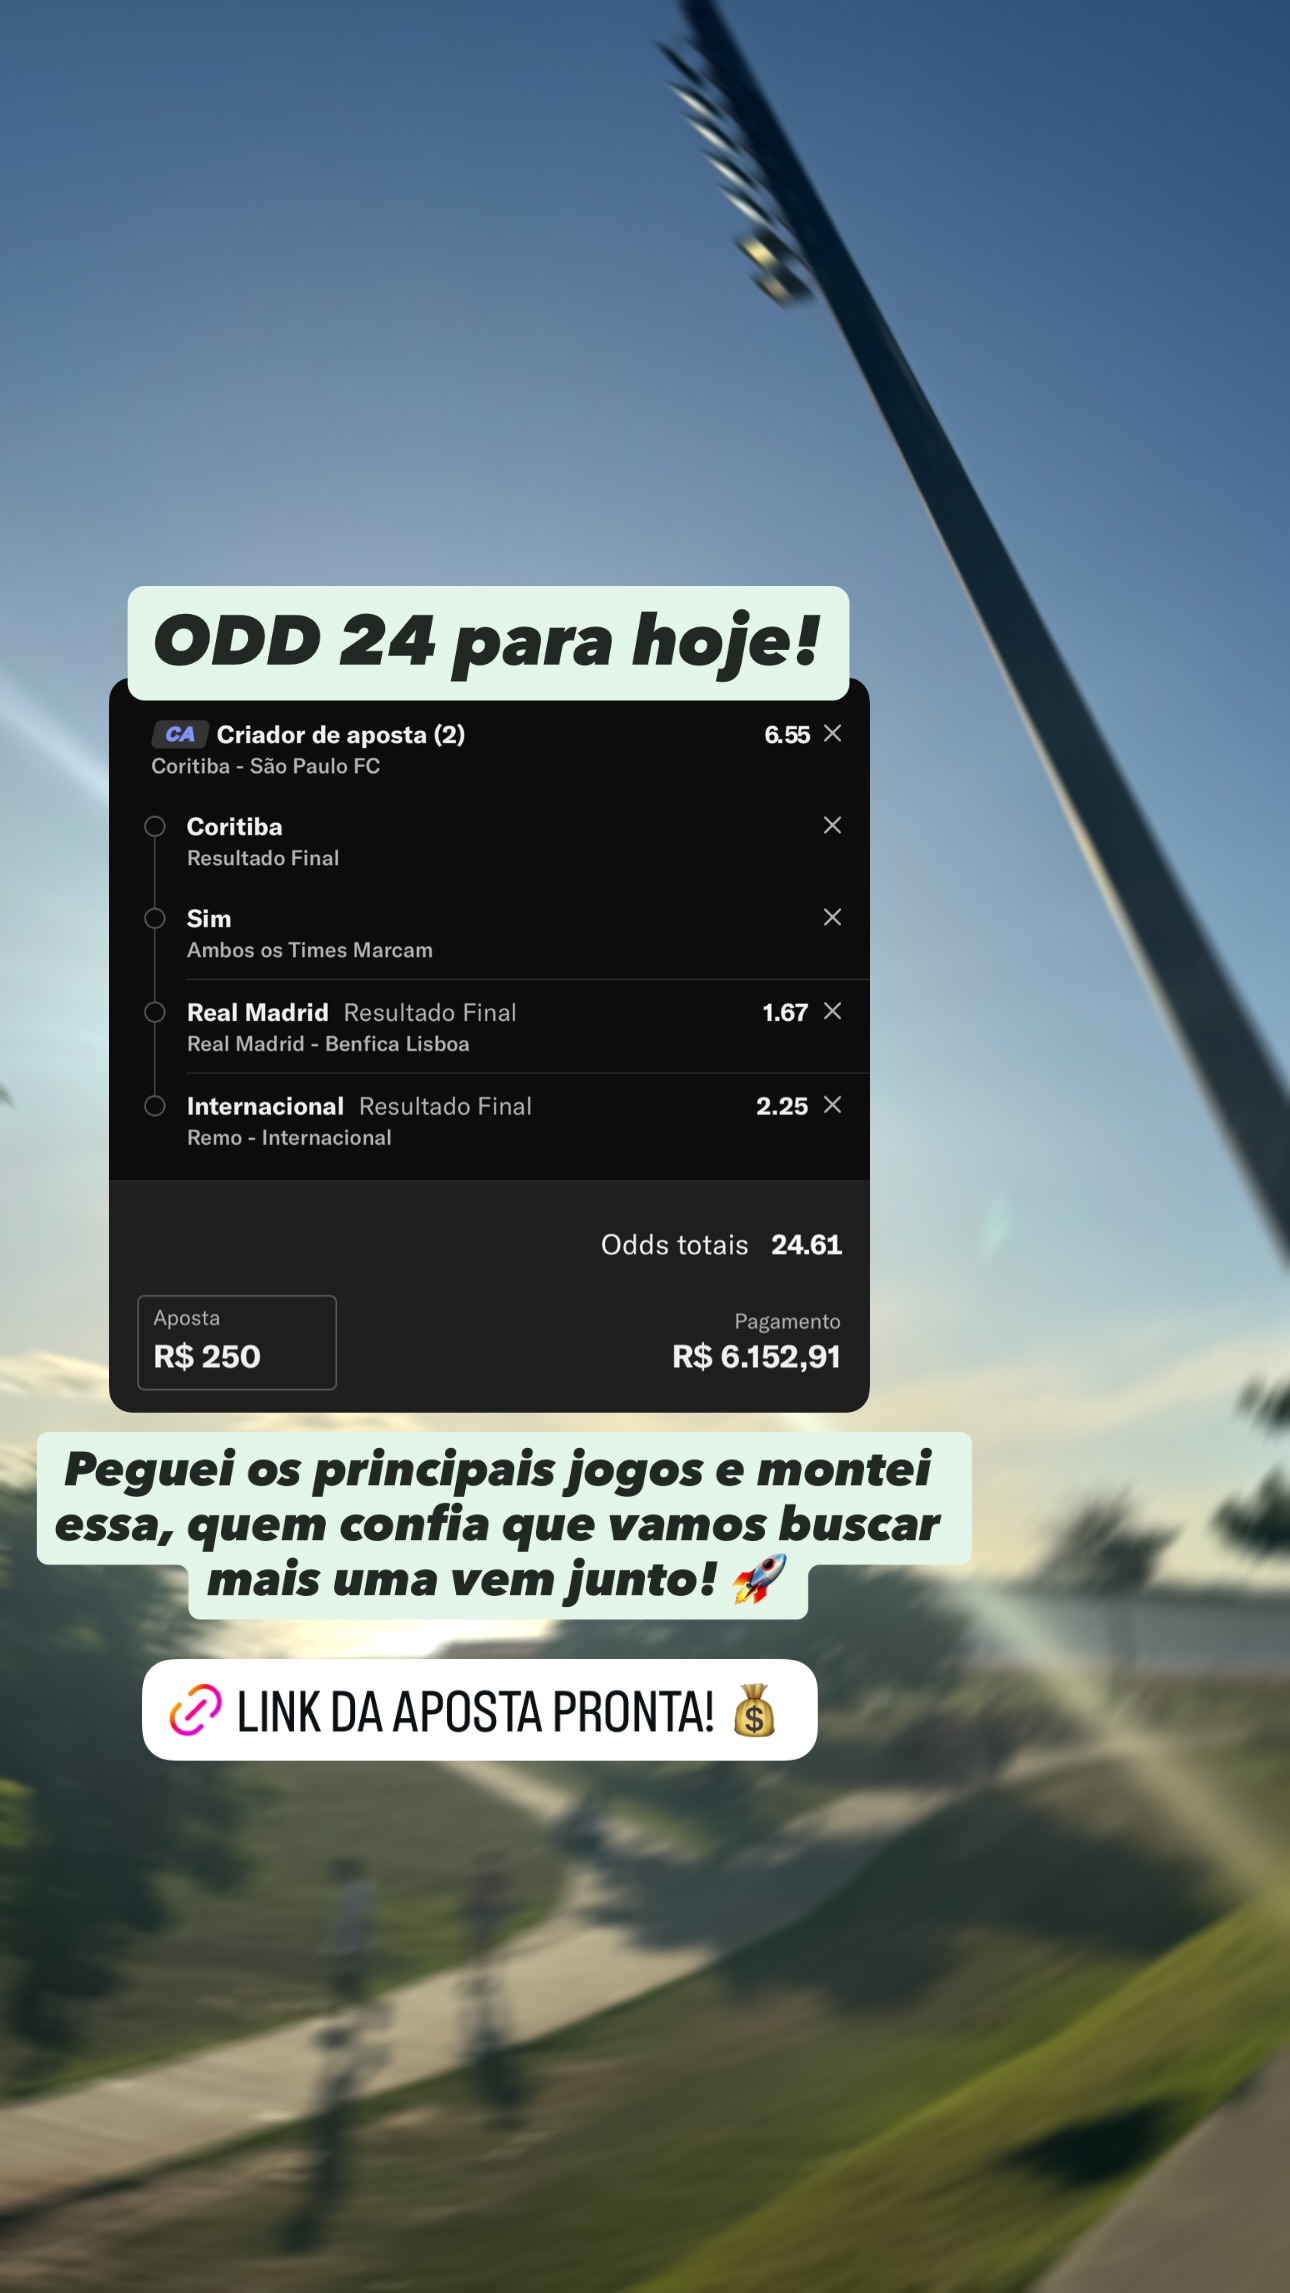 ODD 24 para hoje!
CA Criador de aposta (2) 6.55
Coritiba - São Paulo FC
Coritiba
Resultado Final
Sim
Ambos os Times Marcam
Real Madrid Resultado Final 1.67
Real Madrid - Benfica Lisboa
Internacional Resultado Final 2.25
Remo - Internacional
Odds totais 24.61
Aposta
R$ 250
Pagamento
R$ 6.152,91
Peguei os principais jogos e montei
essa, quem confia que vamos buscar
mais uma vem junto! 🚀
LINK DA APOSTA PRONTA! 💰